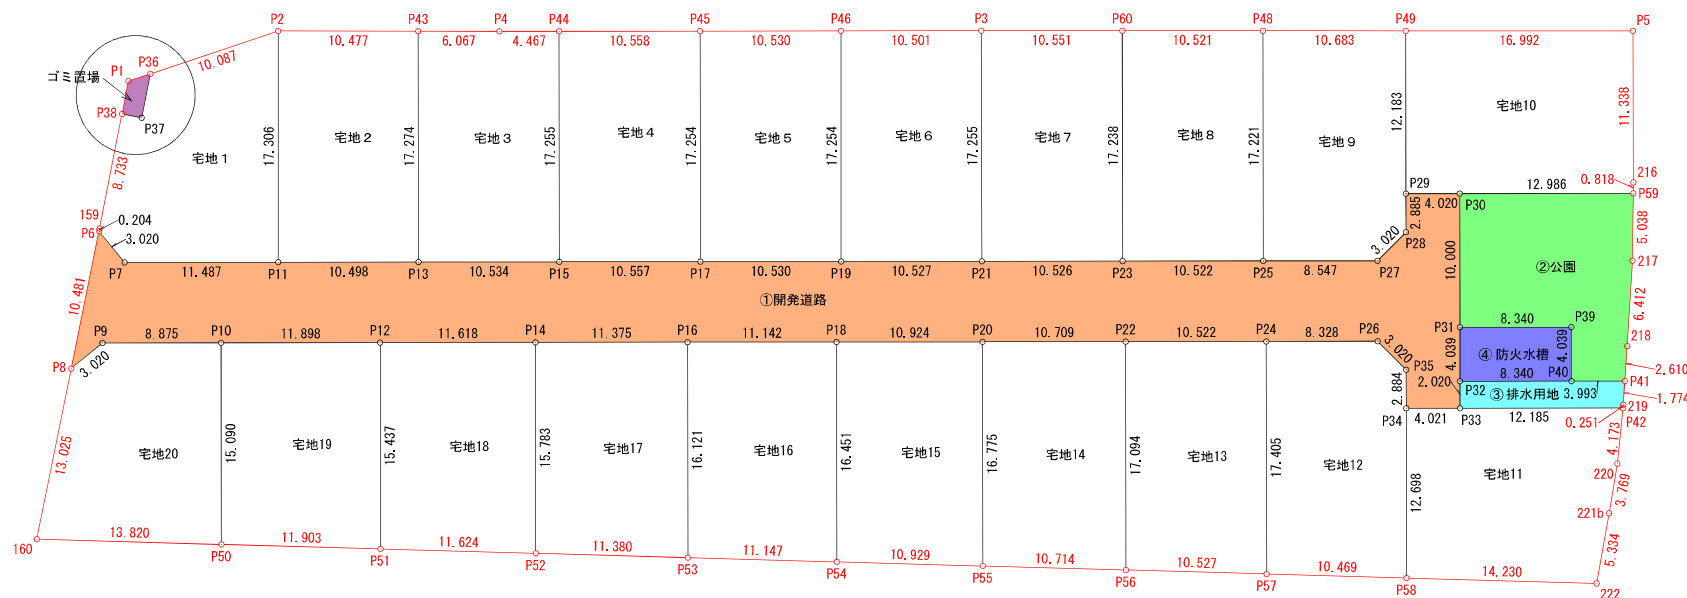 P2 P43 P4 P44 P45 P46 P3 P60 P48 P49 P5
10.477 6.067 4.467 10.558 10.530 10.501 10.551 10.521 10.683 16.992
P1 P36 10.087
ゴミ置場
P38 P37
宅地1 宅地2 宅地3 宅地4 宅地5 宅地6 宅地7 宅地8 宅地9 宅地10
8.733 17.306 17.274 17.255 17.254 17.254 17.255 17.238 17.221 12.183 11.338
216
0.818
P59
P29 12.986
4.020 P30
159
0.204
P6
3.020
2.885
P28
3.020
5.038
217
P7 11.487 P11 10.498 P13 10.534 P15 10.557 P17 10.530 P19 10.527 P21 10.526 P23 10.522 P25 8.547 P27
10.000
②公園
10.481
①開発道路
6.412
P9 8.875 P10 11.898 P12 11.618 P14 11.375 P16 11.142 P18 10.924 P20 10.709 P22 10.522 P24 8.328 P26
P31 8.340 P39
218
P8 3.020
3.020
P35
4.039
④ 防火水槽
4.039
2.610
8.340 P40
P41
2.020
P32
③排水用地 3.993
1.774
2.884
P34 4.021 P33 12.185
0.251
219
P42
4.173
220
3.769
221b
5.334
13.025
宅地20 宅地19 宅地18 宅地17 宅地16 宅地15 宅地14 宅地13 宅地12 宅地11
15.090 15.437 15.783 16.121 16.451 16.775 17.094 17.405 12.698
160 13.820 P50 11.903 P51 11.624 P52 11.380 P53 11.147 P54 10.929 P55 10.714 P56 10.527 P57 10.469 P58 14.230 222